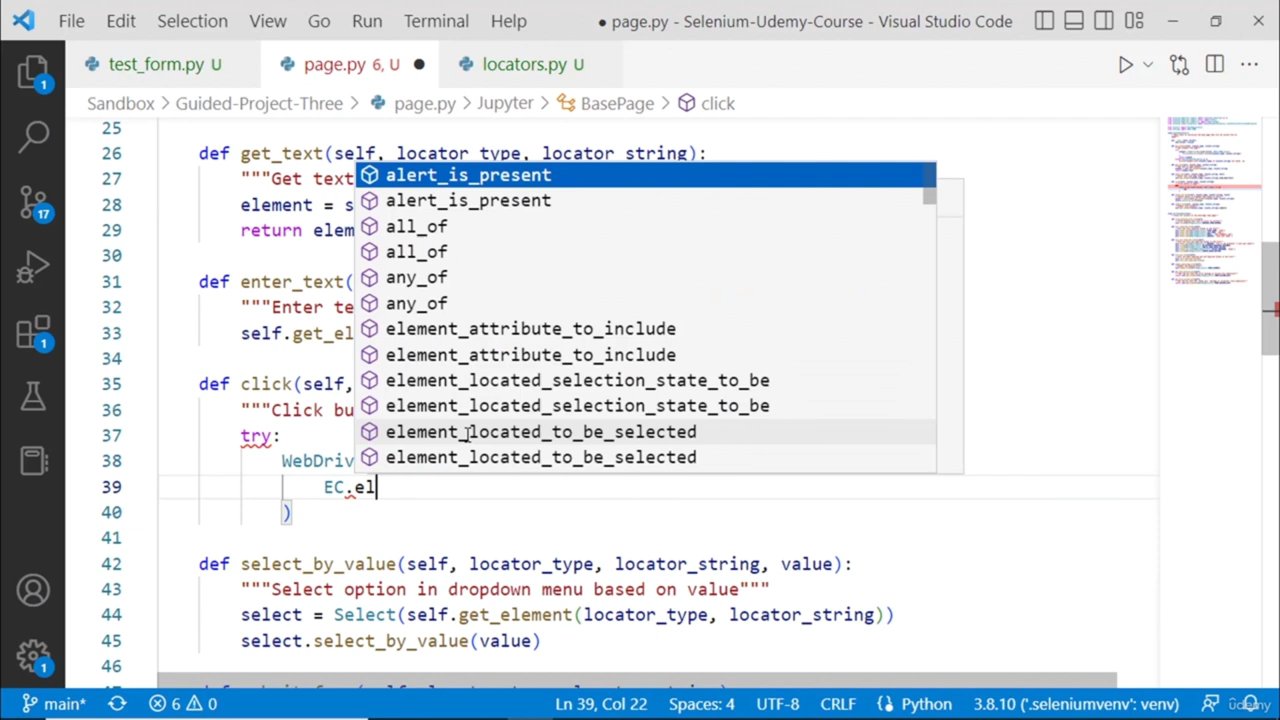 File Edit Selection View Go Run Terminal Help ● page.py - Selenium-Udemy-Course - Visual Studio Code
test_form.py U page.py 6, U locators.py U
Sandbox > Guided-Project-Three > page.py > Jupyter > BasePage > click
25
26 def get_text(self, locator_type, locator_string):
27 """Get text
28 element = s
29 return elem
30
31 def enter_text(
32 """Enter te
33 self.get_el
34
35 def click(self,
36 """Click bu
37 try:
38 WebDriv
39 EC.el
40 )
41
42 def select_by_value(self, locator_type, locator_string, value):
43 """Select option in dropdown menu based on value"""
44 select = Select(self.get_element(locator_type, locator_string))
45 select.select_by_value(value)
46
alert_is_present
alert_is_present
all_of
all_of
any_of
any_of
element_attribute_to_include
element_attribute_to_include
element_located_selection_state_to_be
element_located_selection_state_to_be
element_located_to_be_selected
element_located_to_be_selected
1
17
1
1
main* 6 0 Ln 39, Col 22 Spaces: 4 UTF-8 CRLF Python 3.8.10 ('.seleniumvenv': venv)
ûdemy